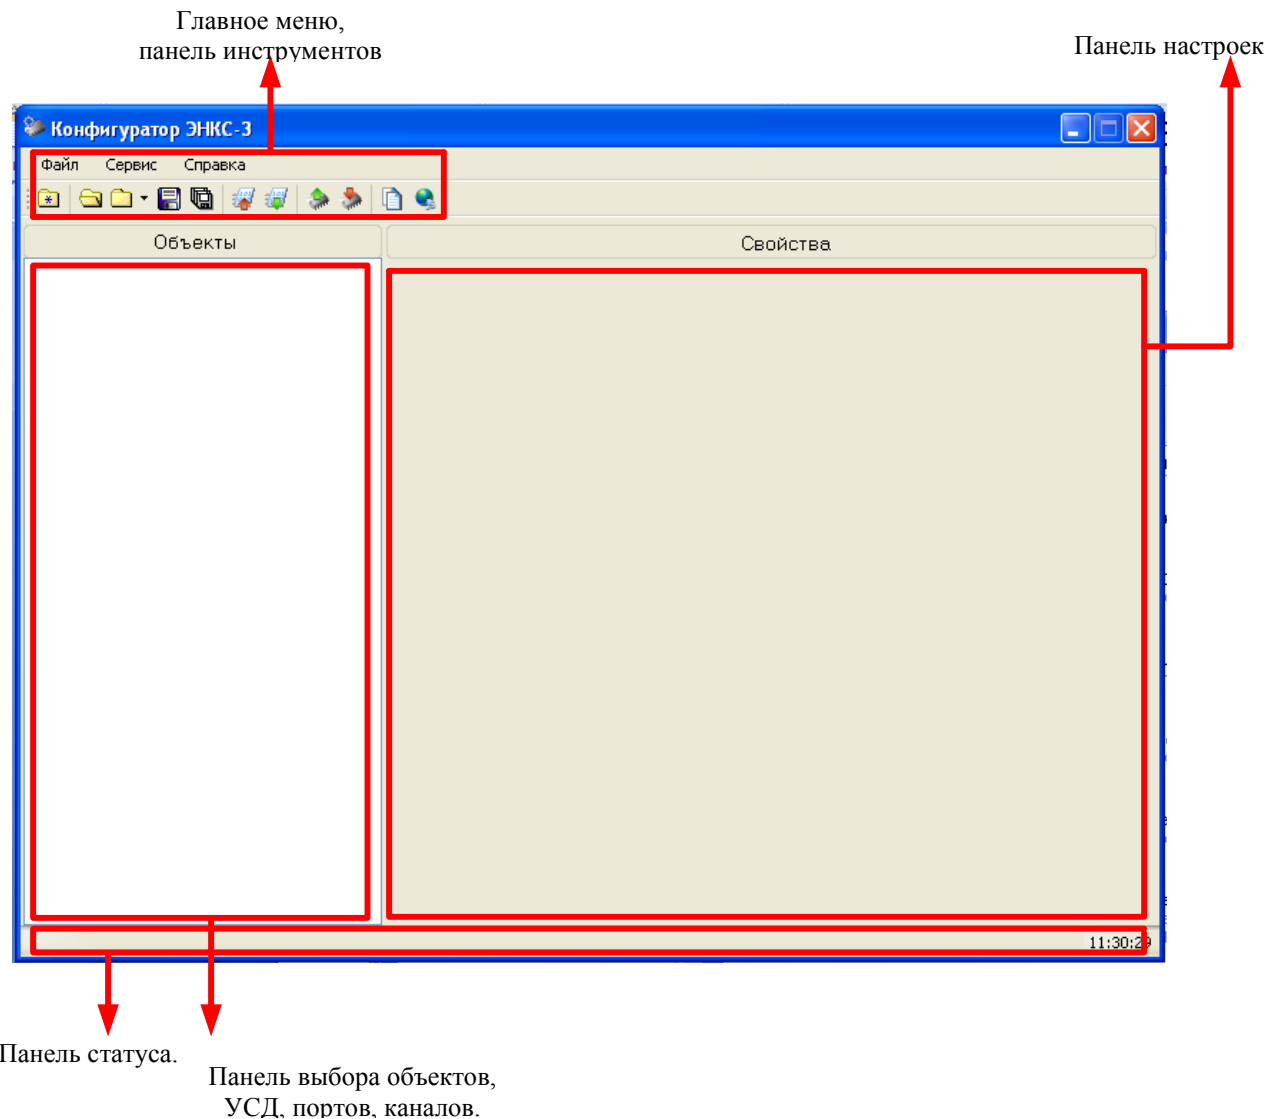 Главное меню,
панель инструментов
Панель настроек
Конфигуратор ЭНКС-3
Файл Сервис Справка
Объекты
Свойства
11:30:29
Панель статуса.
Панель выбора объектов,
УСД, портов, каналов.